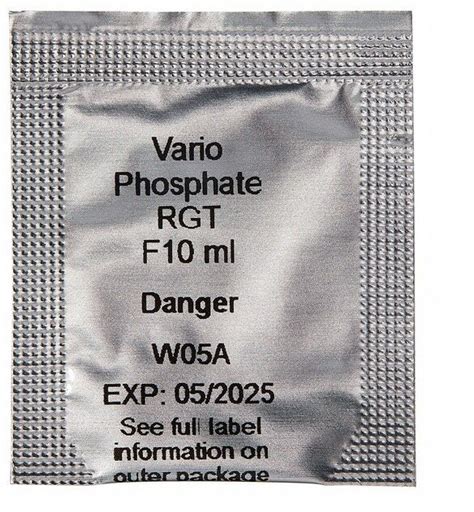 Vario
Phosphate
RGT
F10 ml
Danger
W05A
EXP: 05/2025
See full label
information on
outer package